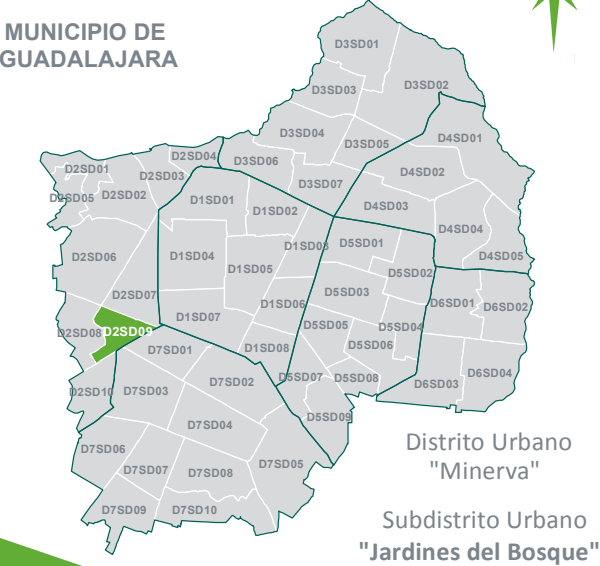 MUNICIPIO DE
GUADALAJARA
D3SD01
D3SD02
D3SD03
D3SD04
D3SD05
D4SD01
D2SD04
D3SD06
D2SD01
D2SD03
D4SD02
D3SD07
D2SD05
D2SD02
D1SD01
D1SD02
D4SD03
D4SD04
D1SD03
D5SD01
D2SD06
D1SD04
D4SD05
D1SD05
D5SD02
D2SD07
D5SD03
D1SD06
D6SD01
D6SD02
D1SD07
D5SD05
D5SD04
D2SD08
D2SD09
D7SD01
D1SD08
D5SD06
D6SD04
D5SD07
D5SD08
D7SD02
D6SD03
D2SD10
D7SD03
D5SD09
D7SD04
Distrito Urbano
"Minerva"
D7SD06
D7SD05
D7SD07
D7SD08
D7SD09
D7SD10
Subdistrito Urbano
"Jardines del Bosque"